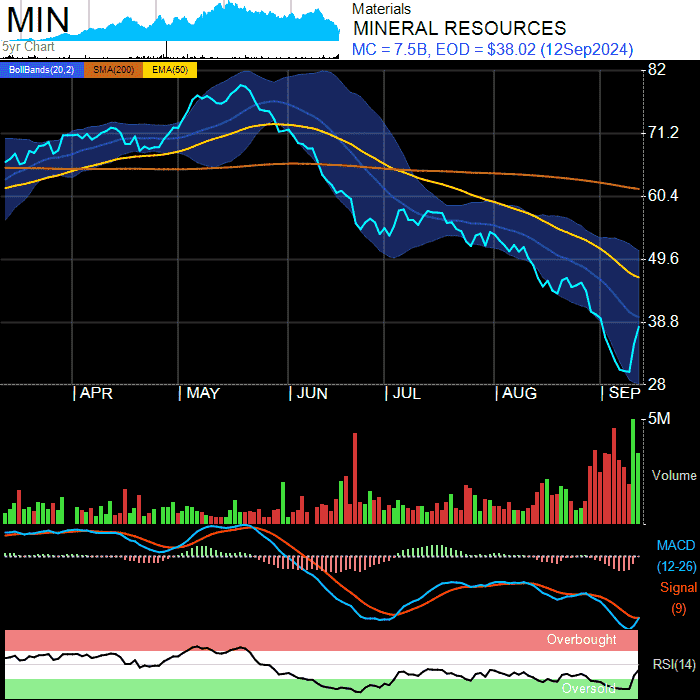 MIN
5yr Chart
Materials
MINERAL RESOURCES
MC = 7.5B, EOD = $38.02 (12Sep2024)
BollBands(20,2) SMA(200) EMA(50)
82
71.2
60.4
49.6
38.8
28
APR MAY JUN JUL AUG SEP
5M
Volume
MACD
(12-26)
Signal
(9)
Overbought
RSI(14)
Oversold